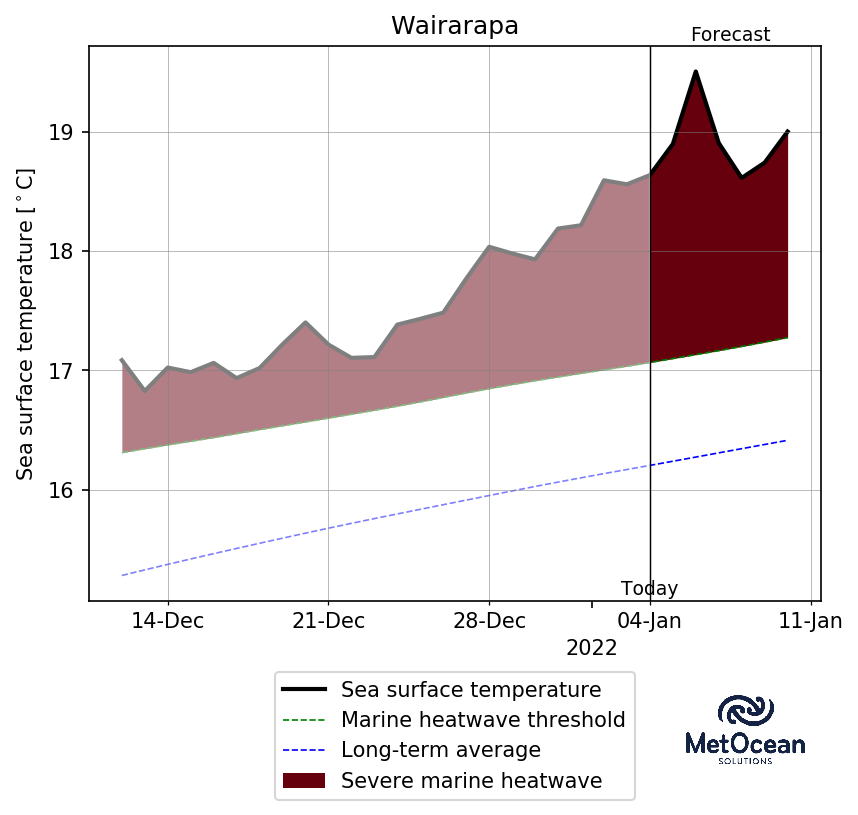 Wairarapa
Forecast
Sea surface temperature [°C]
19
18
17
16
Today
14-Dec
21-Dec
28-Dec
04-Jan
11-Jan
2022
Sea surface temperature
Marine heatwave threshold
Long-term average
Severe marine heatwave
MetOcean
SOLUTIONS